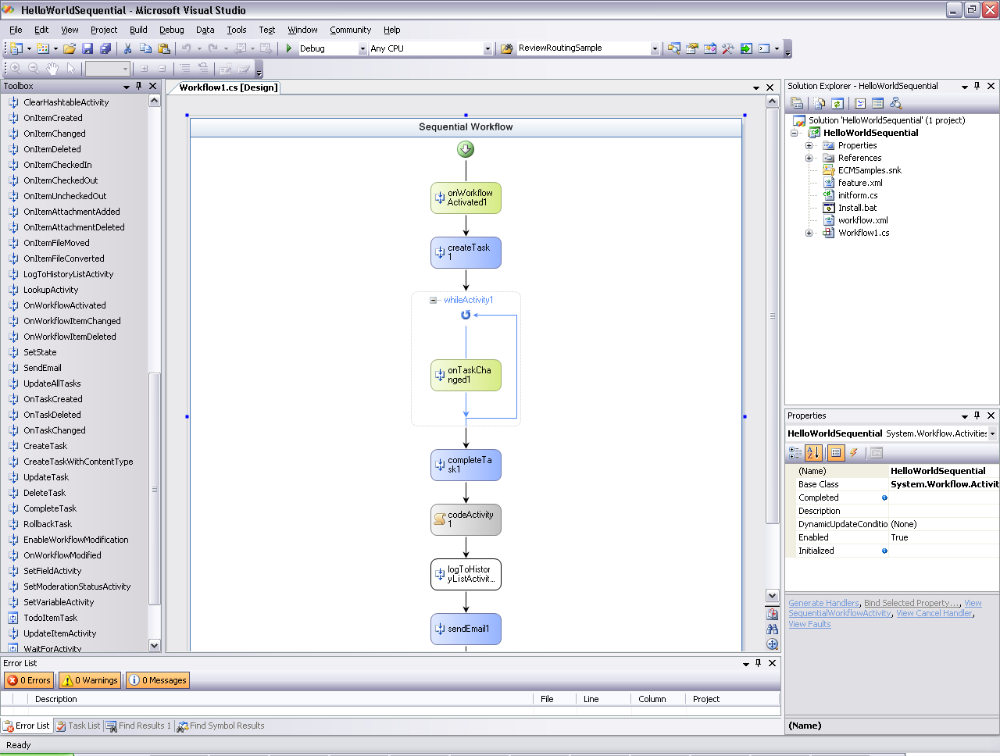 HelloWorldSequential - Microsoft Visual Studio
File Edit View Project Build Debug Data Tools Test Window Community Help
Debug Any CPU ReviewRoutingSample
Toolbox
ClearHashtableActivity
OnItemCreated
OnItemChanged
OnItemDeleted
OnItemCheckedIn
OnItemCheckedOut
OnItemUncheckedOut
OnItemAttachmentAdded
OnItemAttachmentDeleted
OnItemFileMoved
OnItemFileConverted
LogToHistoryListActivity
LookupActivity
OnWorkflowActivated
OnWorkflowItemChanged
OnWorkflowItemDeleted
SetState
SendEmail
UpdateAllTasks
OnTaskCreated
OnTaskDeleted
OnTaskChanged
CreateTask
CreateTaskWithContentType
UpdateTask
DeleteTask
CompleteTask
RollbackTask
EnableWorkflowModification
OnWorkflowModified
SetFieldActivity
SetModerationStatusActivity
SetVariableActivity
TodoItemTask
UpdateItemActivity
WaitForActivity
Workflow1.cs [Design]
Sequential Workflow
onWorkflow
Activated1
createTask
1
whileActivity1
onTaskCha
nged1
completeTa
sk1
codeActivity
1
logToHistor
yListActivit...
sendEmail1
Solution Explorer - HelloWorldSequential
Solution 'HelloWorldSequential' (1 project)
HelloWorldSequential
Properties
References
ECMSamples.snk
feature.xml
initform.cs
Install.bat
workflow.xml
Workflow1.cs
Properties
HelloWorldSequential System.Workflow.Activities
(Name) HelloWorldSequential
Base Class System.Workflow.Activit
Completed
Description
DynamicUpdateConditio (None)
Enabled True
Initialized
Generate Handlers, Bind Selected Property..., View
SequentialWorkflowActivity, View Cancel Handler,
View Faults
(Name)
Error List
0 Errors 0 Warnings 0 Messages
Description File Line Column Project
Error List Task List Find Results 1 Find Symbol Results
Ready